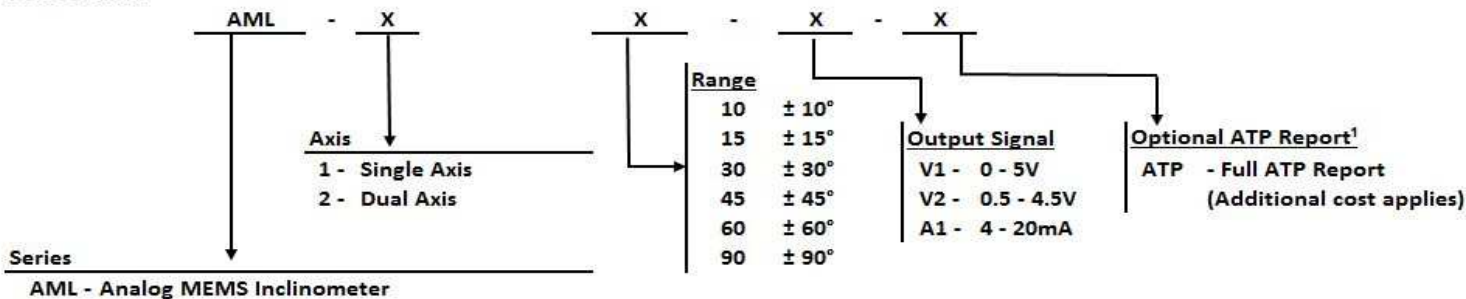 AML - X X - X - X
Range
10 ± 10°
15 ± 15°
30 ± 30°
45 ± 45°
60 ± 60°
90 ± 90°
Axis
1 - Single Axis
2 - Dual Axis
Output Signal
V1 - 0 - 5V
V2 - 0.5 - 4.5V
A1 - 4 - 20mA
Optional ATP Report¹
ATP - Full ATP Report
(Additional cost applies)
Series
AML - Analog MEMS Inclinometer